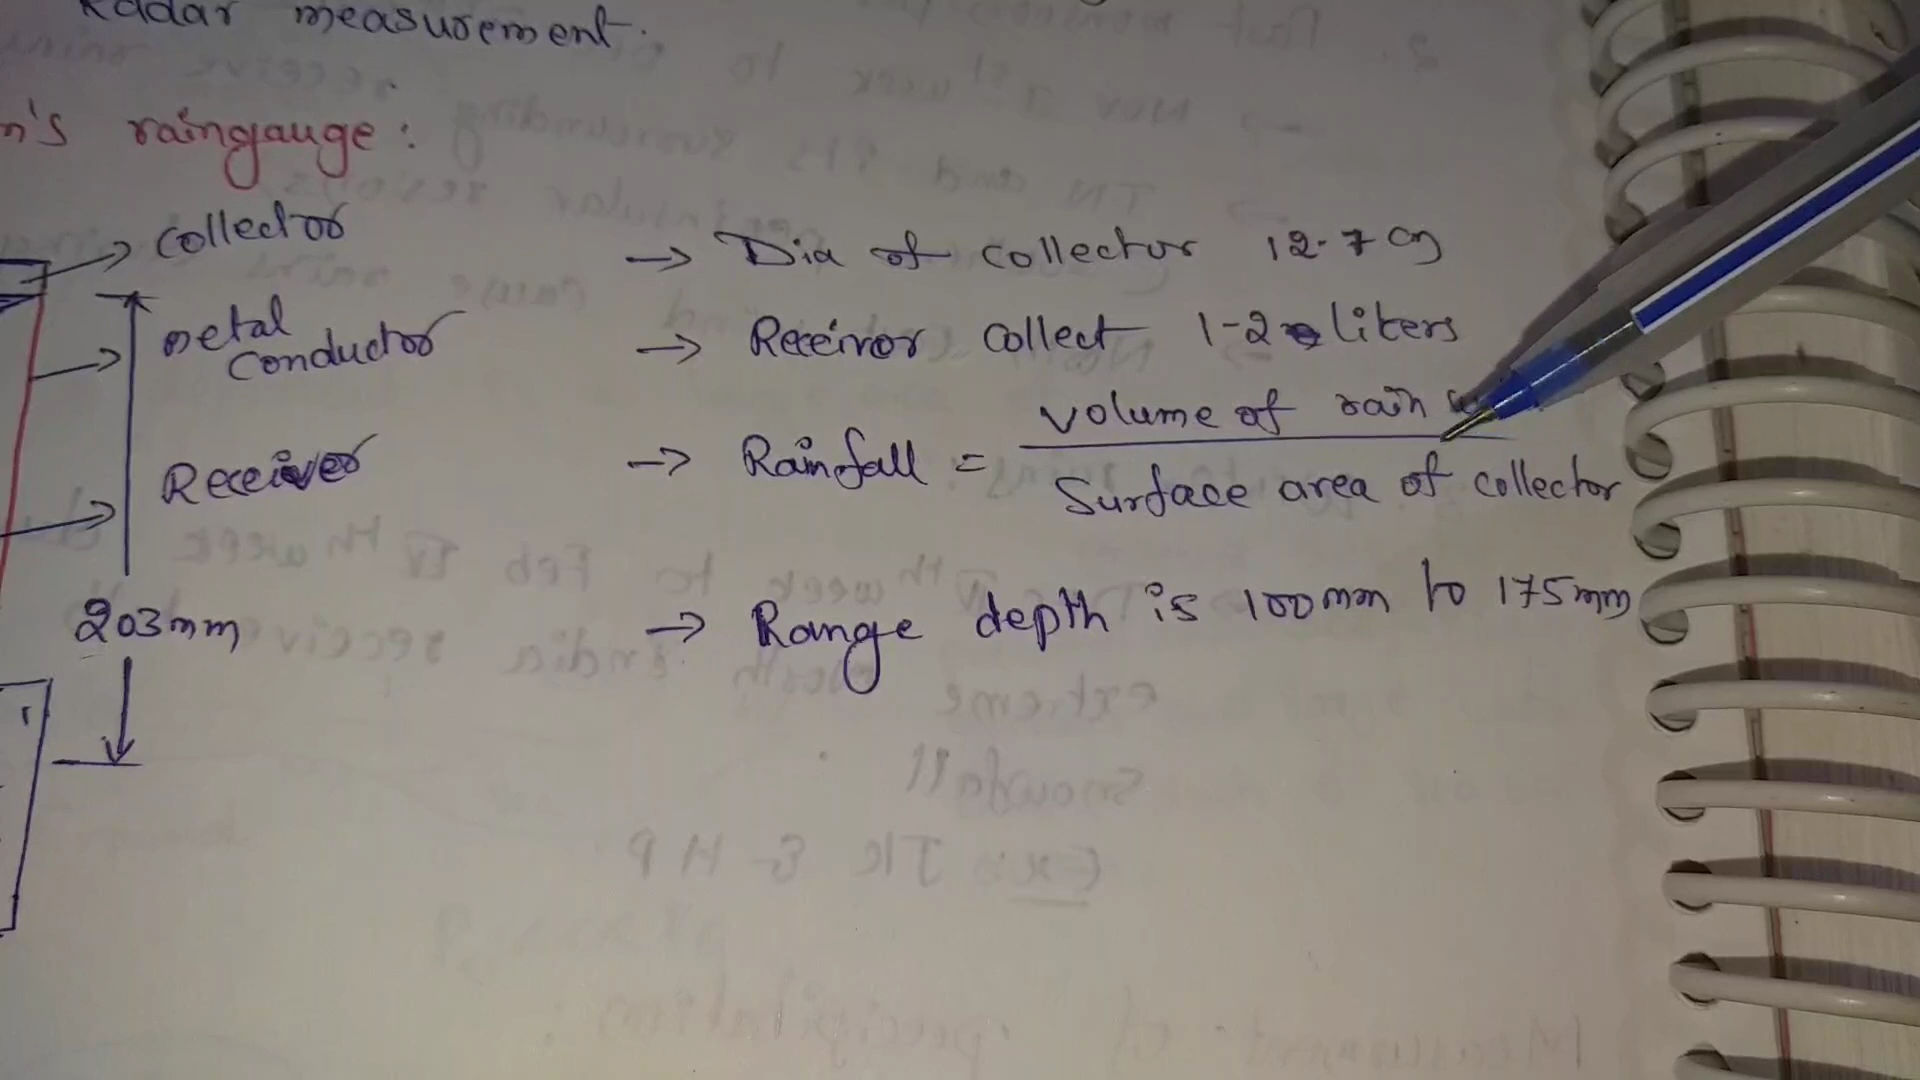 Radar measurement.
n's raingauge:
Collector
→ Dia of collector 12.7 cm
metal
conductor
→ Receiver collect 1-2 liters
Receiver
→ Rainfall = volume of rain
Surface area of collector
203mm
→ Range depth is 100mm to 175mm